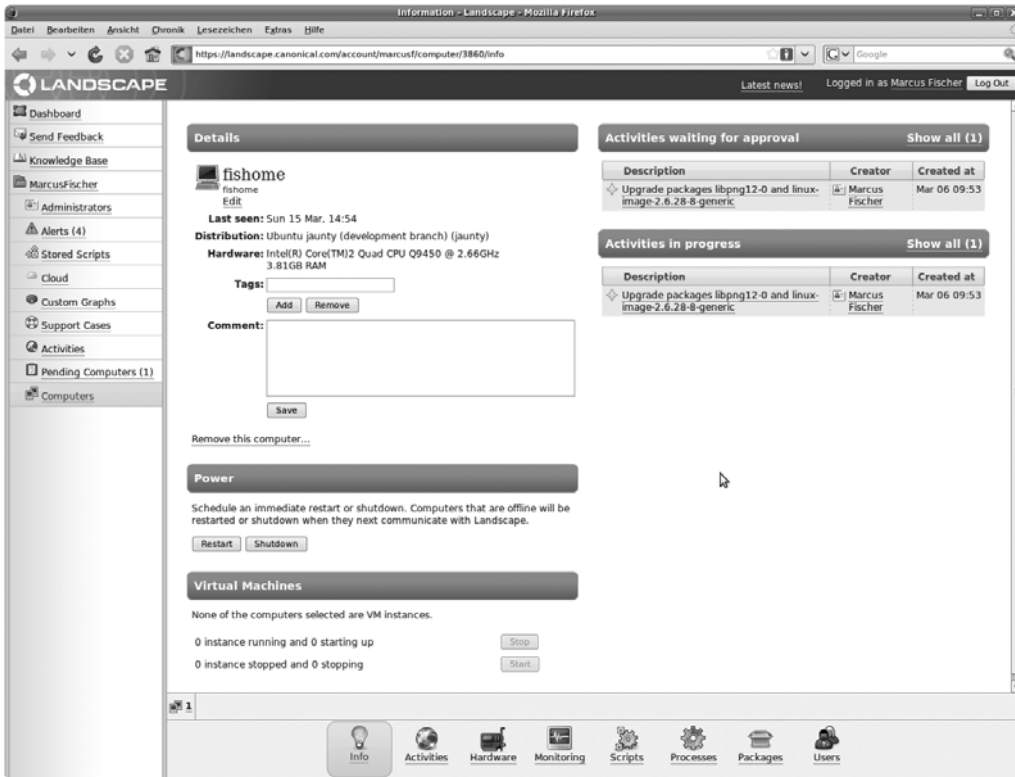 Information - Landscape - Mozilla Firefox
Datei Bearbeiten Ansicht Chronik Lesezeichen Extras Hilfe
https://landscape.canonical.com/account/marcusf/computer/3860/info
Google
LANDSCAPE
Latest news!
Logged in as Marcus Fischer
Log Out
Dashboard
Send Feedback
Knowledge Base
MarcusFischer
Administrators
Alerts (4)
Stored Scripts
Cloud
Custom Graphs
Support Cases
Activities
Pending Computers (1)
Computers
Details
fishome
fishome
Edit
Last seen: Sun 15 Mar, 14:54
Distribution: Ubuntu jaunty (development branch) (jaunty)
Hardware: Intel(R) Core(TM)2 Quad CPU Q9450 @ 2.66GHz
3.81GB RAM
Tags:
Add Remove
Comment:
Save
Remove this computer...
Power
Schedule an immediate restart or shutdown. Computers that are offline will be
restarted or shutdown when they next communicate with Landscape.
Restart Shutdown
Virtual Machines
None of the computers selected are VM instances.
0 instance running and 0 starting up Stop
0 instance stopped and 0 stopping Start
Activities waiting for approval Show all (1)
Description Creator Created at
Upgrade packages libpng12-0 and linux- Marcus Mar 06 09:53
image-2.6.28-8-generic Fischer
Activities in progress Show all (1)
Description Creator Created at
Upgrade packages libpng12-0 and linux- Marcus Mar 06 09:53
image-2.6.28-8-generic Fischer
1
Info Activities Hardware Monitoring Scripts Processes Packages Users